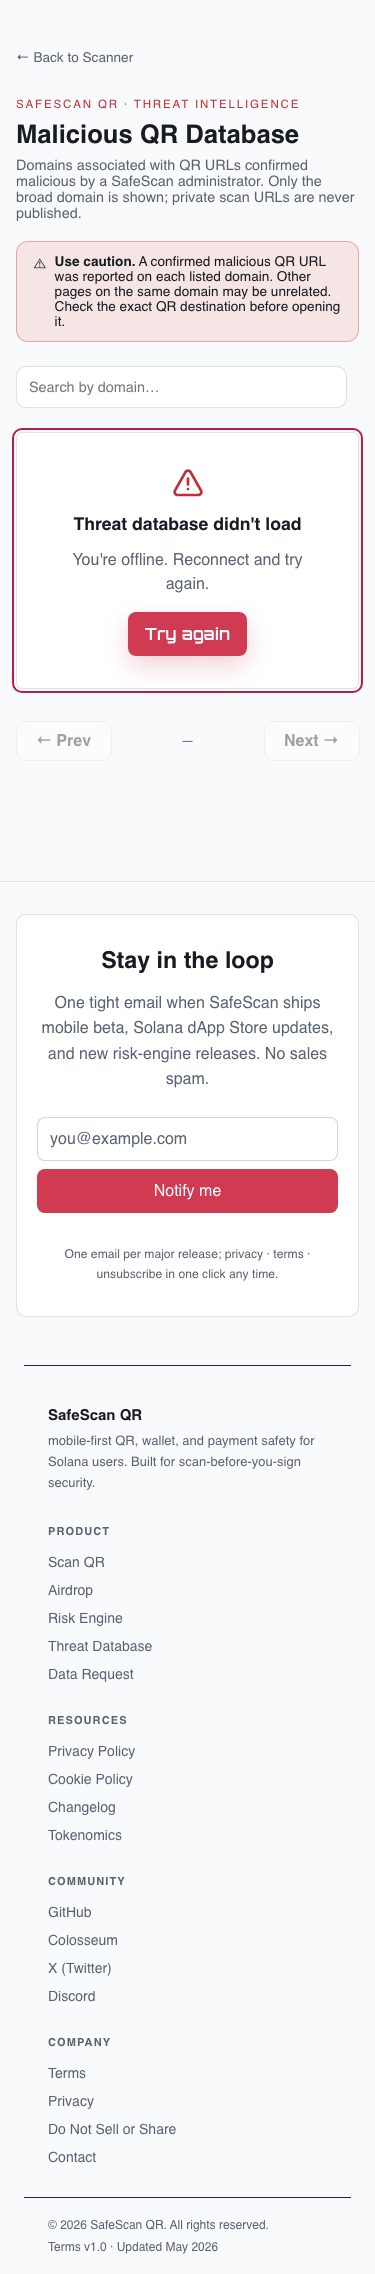 ← Back to Scanner
SAFESCAN QR · THREAT INTELLIGENCE
Malicious QR Database
Domains associated with QR URLs confirmed
malicious by a SafeScan administrator. Only the
broad domain is shown; private scan URLs are never
published.
⚠ Use caution. A confirmed malicious QR URL
was reported on each listed domain. Other
pages on the same domain may be unrelated.
Check the exact QR destination before opening
it.
Search by domain…
Threat database didn't load
You're offline. Reconnect and try
again.
Try again
← Prev
—
Next →
Stay in the loop
One tight email when SafeScan ships
mobile beta, Solana dApp Store updates,
and new risk-engine releases. No sales
spam.
you@example.com
Notify me
One email per major release; privacy · terms ·
unsubscribe in one click any time.
SafeScan QR
mobile-first QR, wallet, and payment safety for
Solana users. Built for scan-before-you-sign
security.
PRODUCT
Scan QR
Airdrop
Risk Engine
Threat Database
Data Request
RESOURCES
Privacy Policy
Cookie Policy
Changelog
Tokenomics
COMMUNITY
GitHub
Colosseum
X (Twitter)
Discord
COMPANY
Terms
Privacy
Do Not Sell or Share
Contact
© 2026 SafeScan QR. All rights reserved.
Terms v1.0 · Updated May 2026